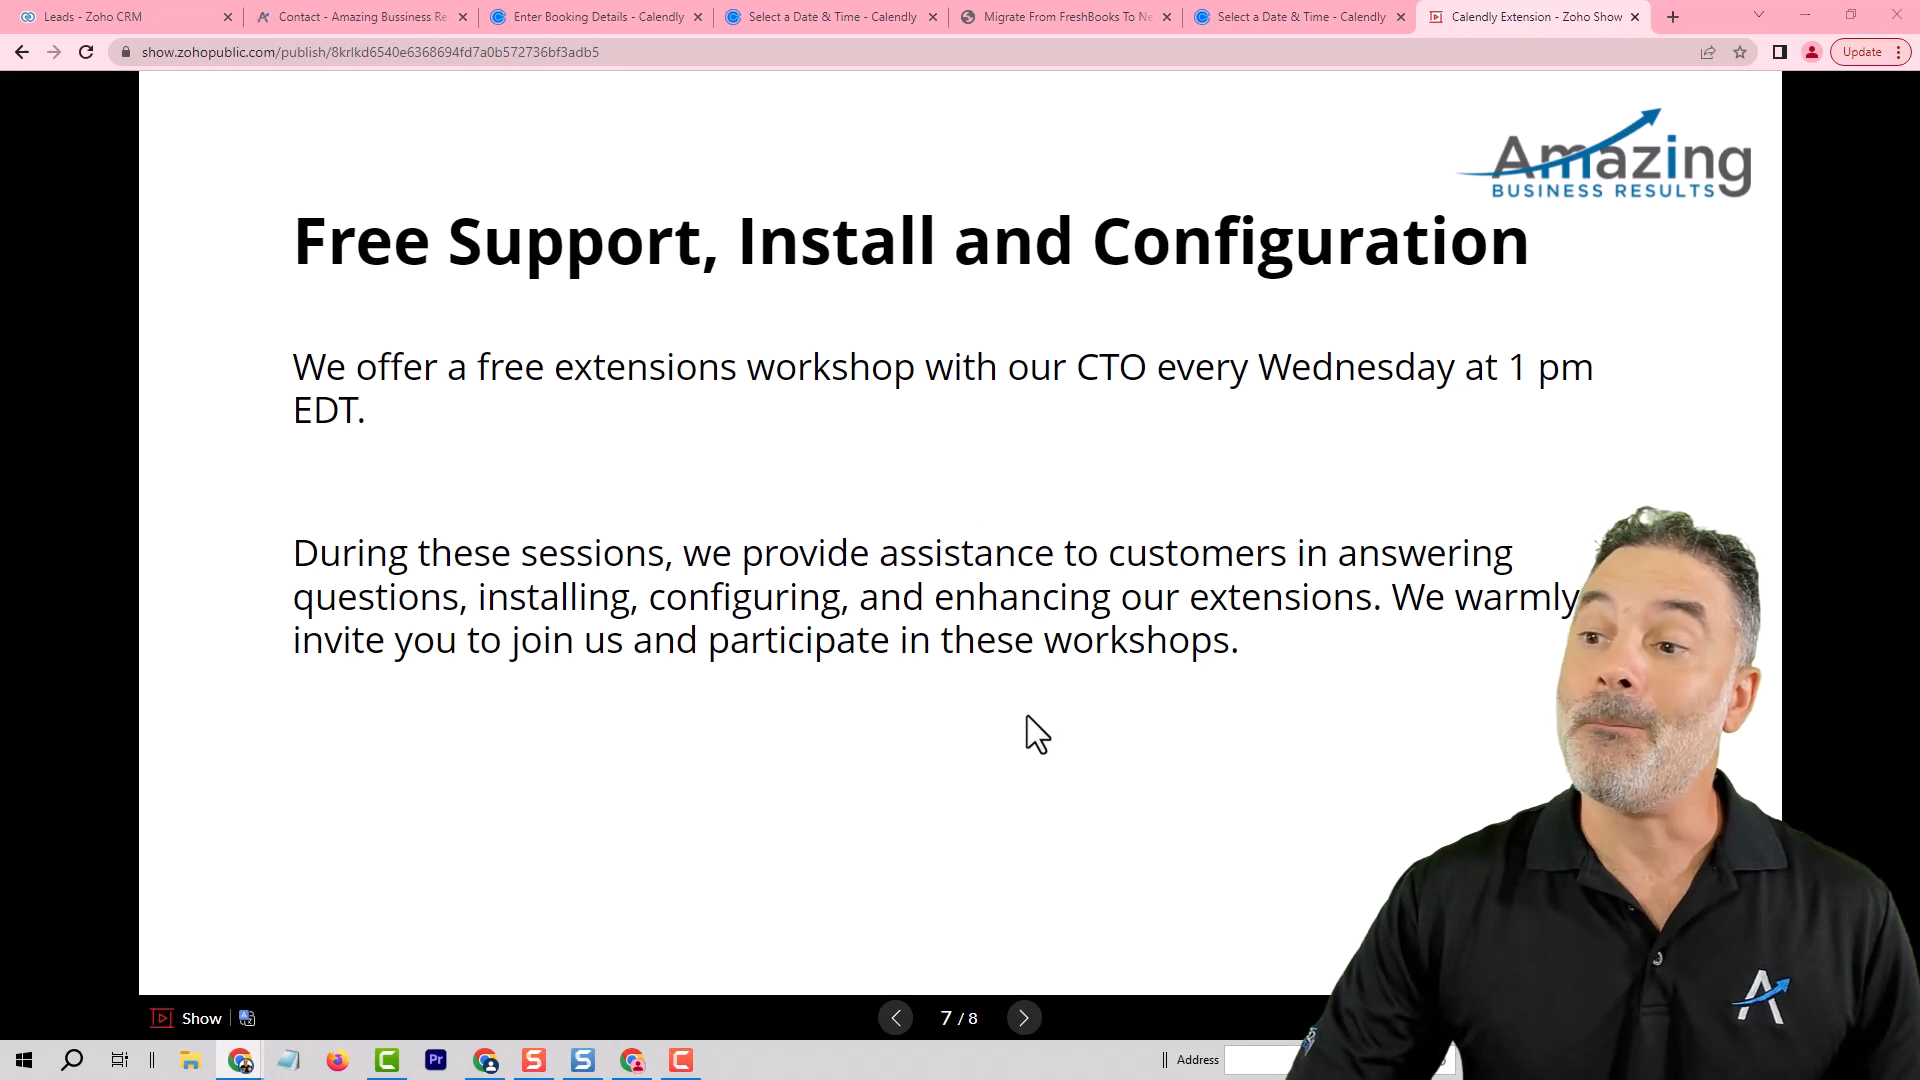 Leads - Zoho CRM
Contact - Amazing Bussiness Re
Enter Booking Details - Calendly
Select a Date & Time - Calendly
Migrate From FreshBooks To Ne
Select a Date & Time - Calendly
Calendly Extension - Zoho Show
show.zohopublic.com/publish/8krlkd6540e6368694fd7a0b572736bf3adb5
Update
Amazing
BUSINESS RESULTS
Free Support, Install and Configuration
We offer a free extensions workshop with our CTO every Wednesday at 1 pm
EDT.
During these sessions, we provide assistance to customers in answering
questions, installing, configuring, and enhancing our extensions. We warmly
invite you to join us and participate in these workshops.
Show
7 / 8
Address